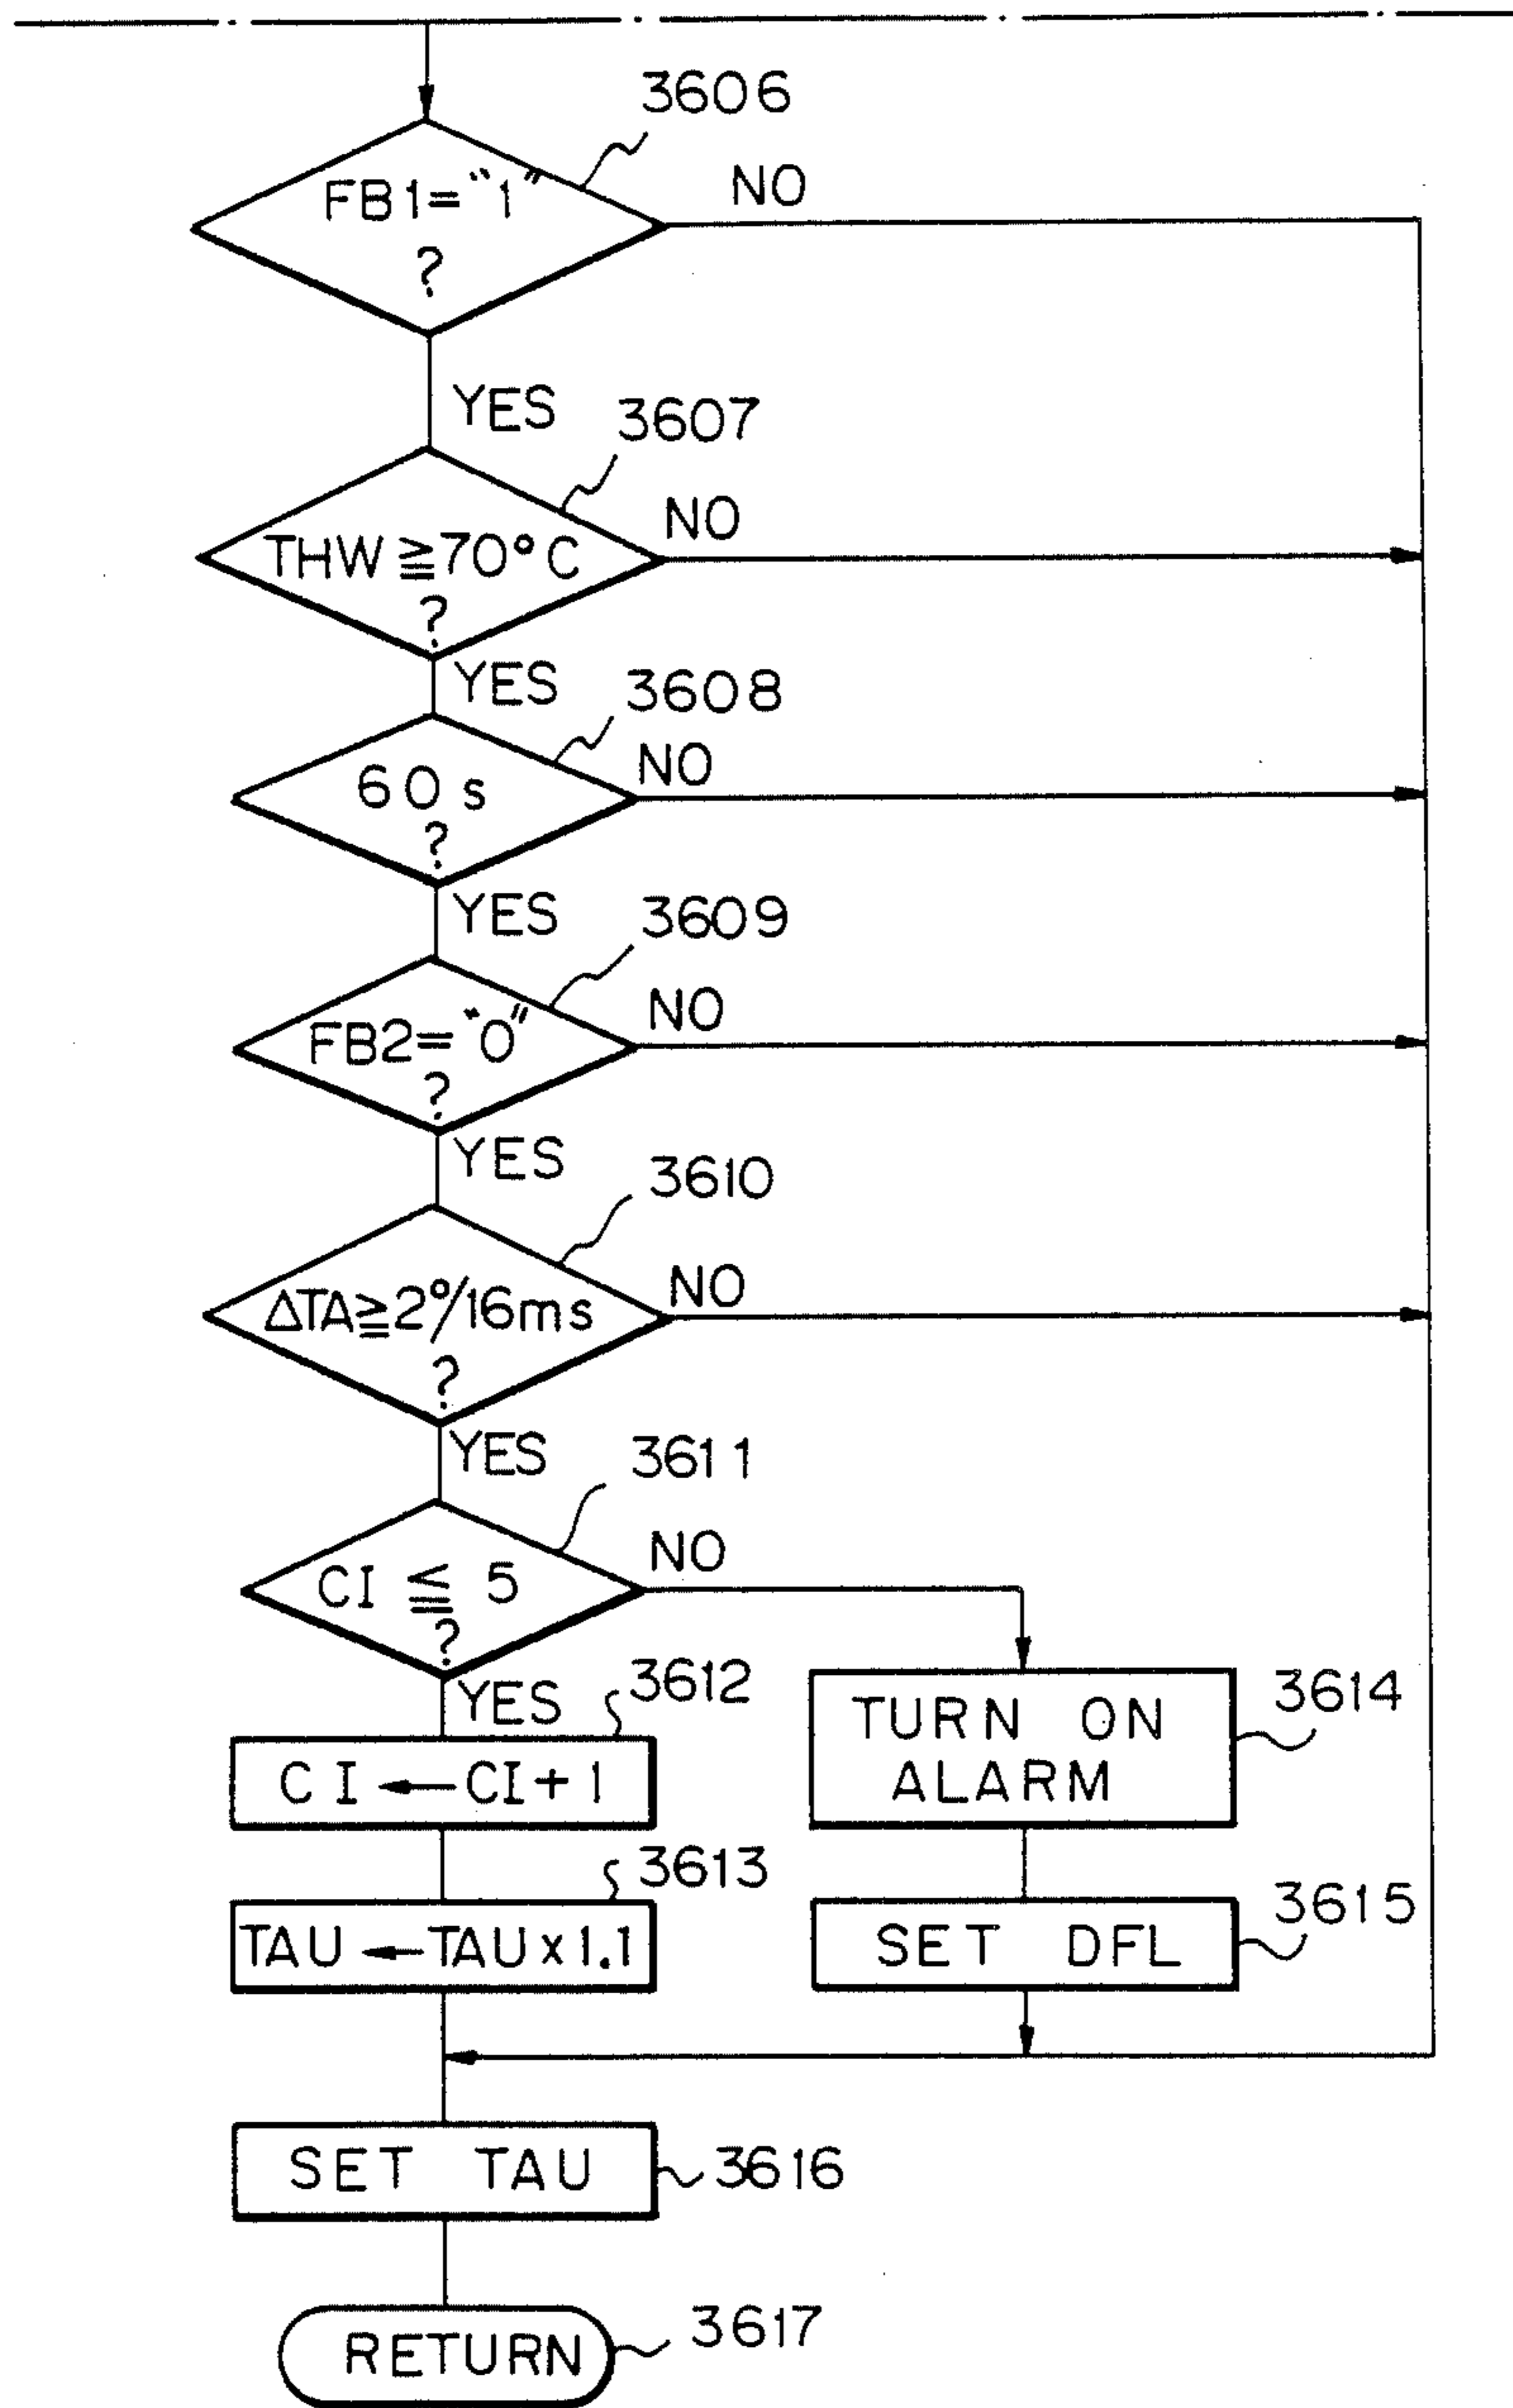 3606
FB1="1"
?
NO
YES
3607
THW ≧ 70°C
?
NO
YES
3608
60 s
?
NO
YES
3609
FB2="0"
?
NO
YES
3610
ΔTA≧2°/16ms
?
NO
YES
3611
CI ≦ 5
?
NO
YES
3612
CI ← CI+1
3614
TURN ON
ALARM
3613
TAU ← TAU x 1.1
3615
SET DFL
SET TAU
3616
RETURN
3617